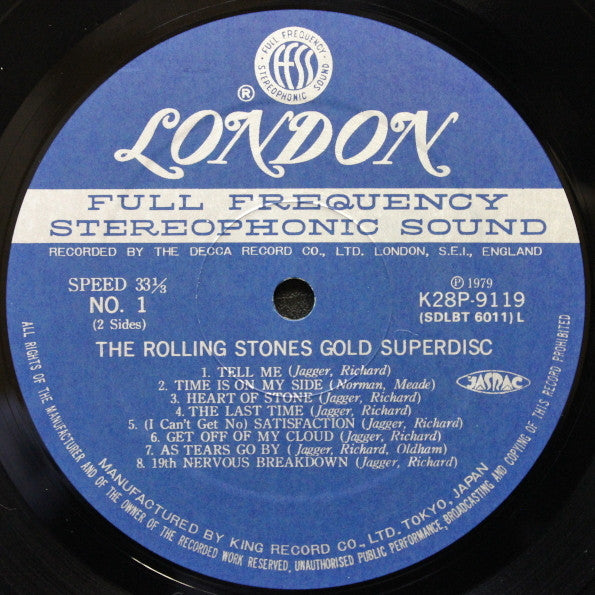 FULL FREQUENCY
STEREOPHONIC SOUND
ffss
®
LONDON
FULL FREQUENCY
STEREOPHONIC SOUND
RECORDED BY THE DECCA RECORD CO., LTD. LONDON, S.E.I., ENGLAND
SPEED 33⅓
NO. 1
(2 Sides)
Ⓟ 1979
K28P-9119
(SDLBT 6011) L
THE ROLLING STONES GOLD SUPERDISC
1. TELL ME (Jagger, Richard)
2. TIME IS ON MY SIDE (Norman, Meade)
3. HEART OF STONE (Jagger, Richard)
4. THE LAST TIME (Jagger, Richard)
5. (I Can't Get No) SATISFACTION (Jagger, Richard)
6. GET OFF OF MY CLOUD (Jagger, Richard)
7. AS TEARS GO BY ( Jagger, Richard, Oldham)
8. 19th NERVOUS BREAKDOWN (Jagger, Richard)
JASRAC
MANUFACTURED BY KING RECORD CO., LTD. TOKYO, JAPAN
ALL RIGHTS OF THE MANUFACTURER AND OF THE OWNER OF THE RECORDED WORK RESERVED, UNAUTHORISED PUBLIC PERFORMANCE, BROADCASTING AND COPYING OF THIS RECORD PROHIBITED